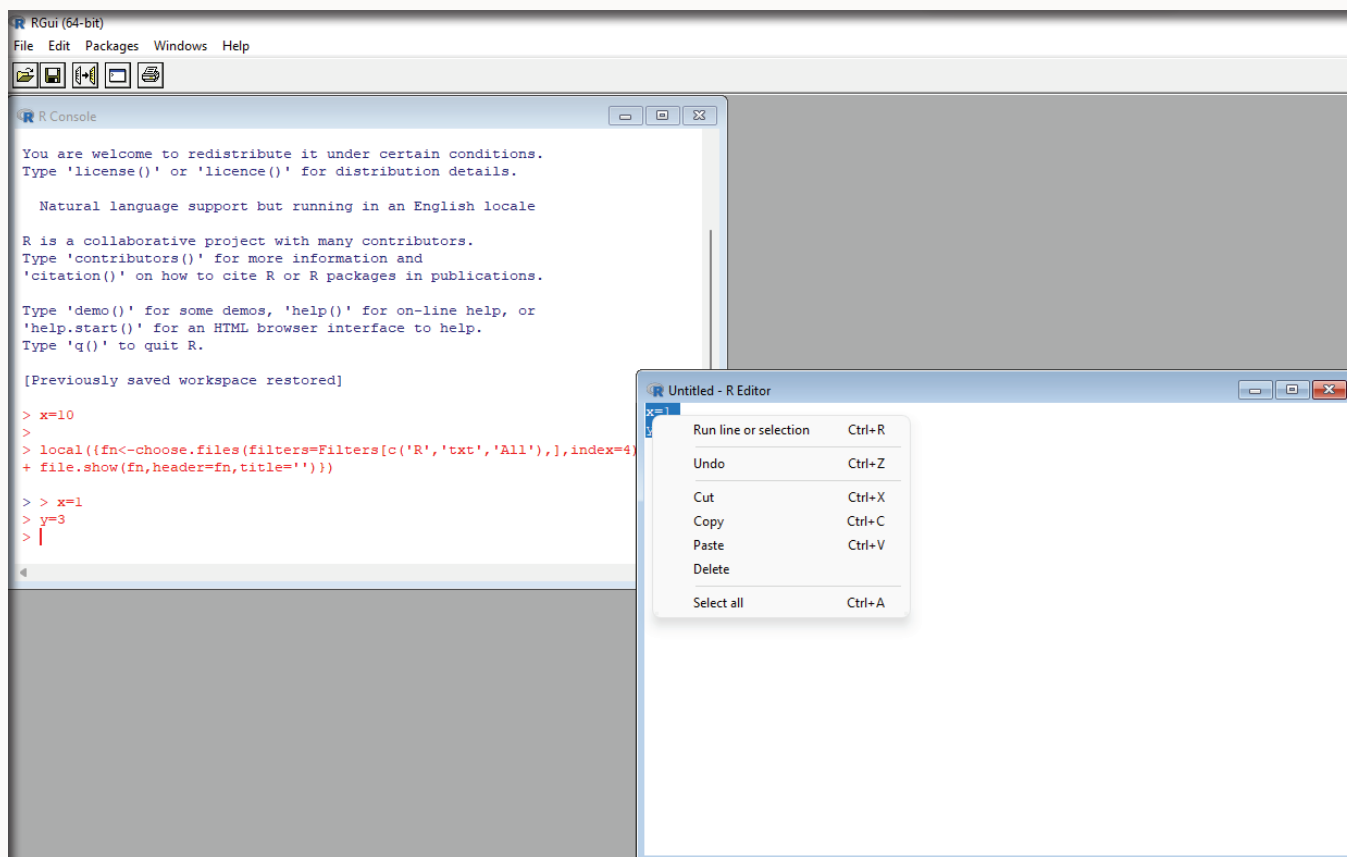 RGui (64-bit)
File Edit Packages Windows Help
R Console
You are welcome to redistribute it under certain conditions.
Type 'license()' or 'licence()' for distribution details.
Natural language support but running in an English locale
R is a collaborative project with many contributors.
Type 'contributors()' for more information and
'citation()' on how to cite R or R packages in publications.
Type 'demo()' for some demos, 'help()' for on-line help, or
'help.start()' for an HTML browser interface to help.
Type 'q()' to quit R.
[Previously saved workspace restored]
> x=10
>
> local({fn<-choose.files(filters=Filters[c('R','txt','All'),],index=4)
+ file.show(fn,header=fn,title='')})
> > x=1
> y=3
>
Untitled - R Editor
x=1
y
Run line or selection Ctrl+R
Undo Ctrl+Z
Cut Ctrl+X
Copy Ctrl+C
Paste Ctrl+V
Delete
Select all Ctrl+A